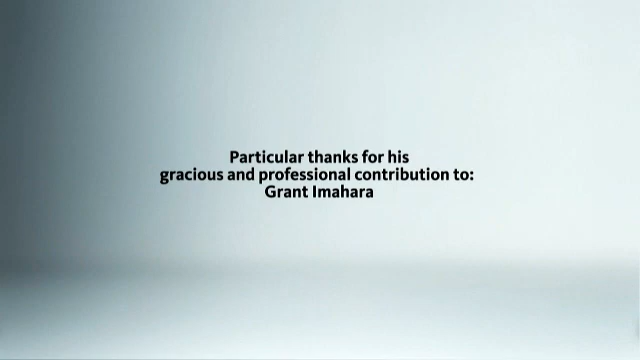 Particular thanks for his
gracious and professional contribution to:
Grant Imahara